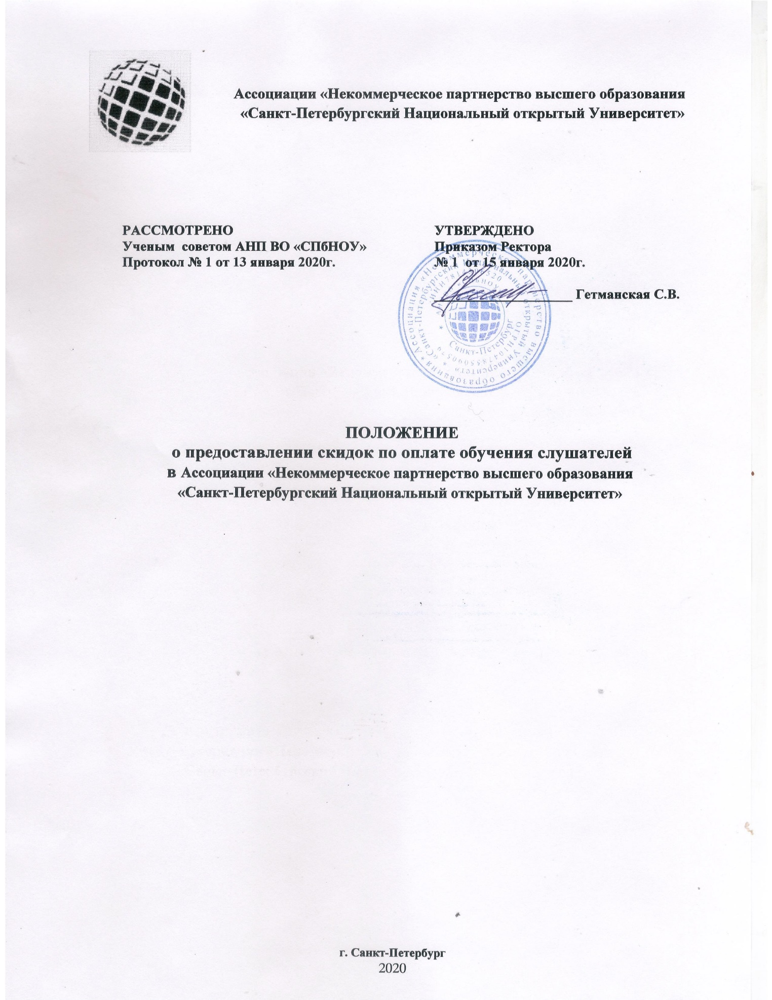 Ассоциации «Некоммерческое партнерство высшего образования
«Санкт-Петербургский Национальный открытый Университет»
РАССМОТРЕНО
Ученым советом АНП ВО «СПбНОУ»
Протокол № 1 от 13 января 2020г.
УТВЕРЖДЕНО
Приказом Ректора
№ 1 от 15 января 2020г.
Гетманская С.В.
Ассоциация «Некоммерческое партнерство высшего образования
«Санкт-Петербургский Национальный открытый Университет»
Санкт-Петербург
ПОЛОЖЕНИЕ
о предоставлении скидок по оплате обучения слушателей
в Ассоциации «Некоммерческое партнерство высшего образования
«Санкт-Петербургский Национальный открытый Университет»
г. Санкт-Петербург
2020